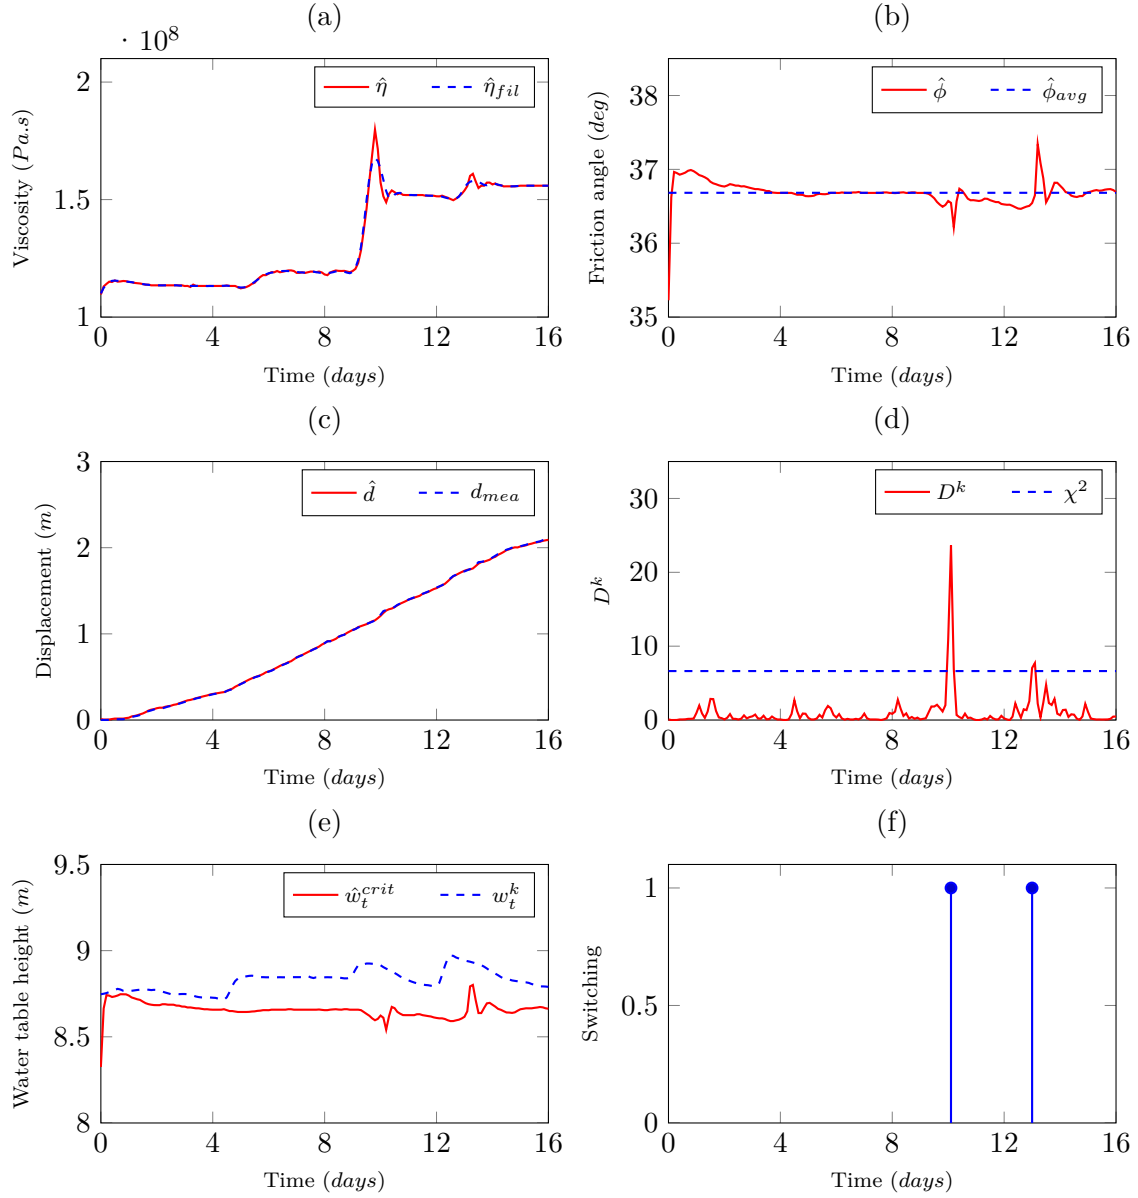 (a)
· 10⁸
2
1.5
1
Viscosity (Pa.s)
η̂ η̂_fil
0 4 8 12 16
Time (days)
(b)
38
37
36
35
Friction angle (deg)
ϕ̂ ϕ̂_avg
0 4 8 12 16
Time (days)
(c)
3
2
1
0
Displacement (m)
d̂ d_mea
0 4 8 12 16
Time (days)
(d)
30
20
10
0
D^k
D^k χ²
0 4 8 12 16
Time (days)
(e)
9.5
9
8.5
8
Water table height (m)
ŵ_t^crit w_t^k
0 4 8 12 16
Time (days)
(f)
1
0.5
0
Switching
0 4 8 12 16
Time (days)